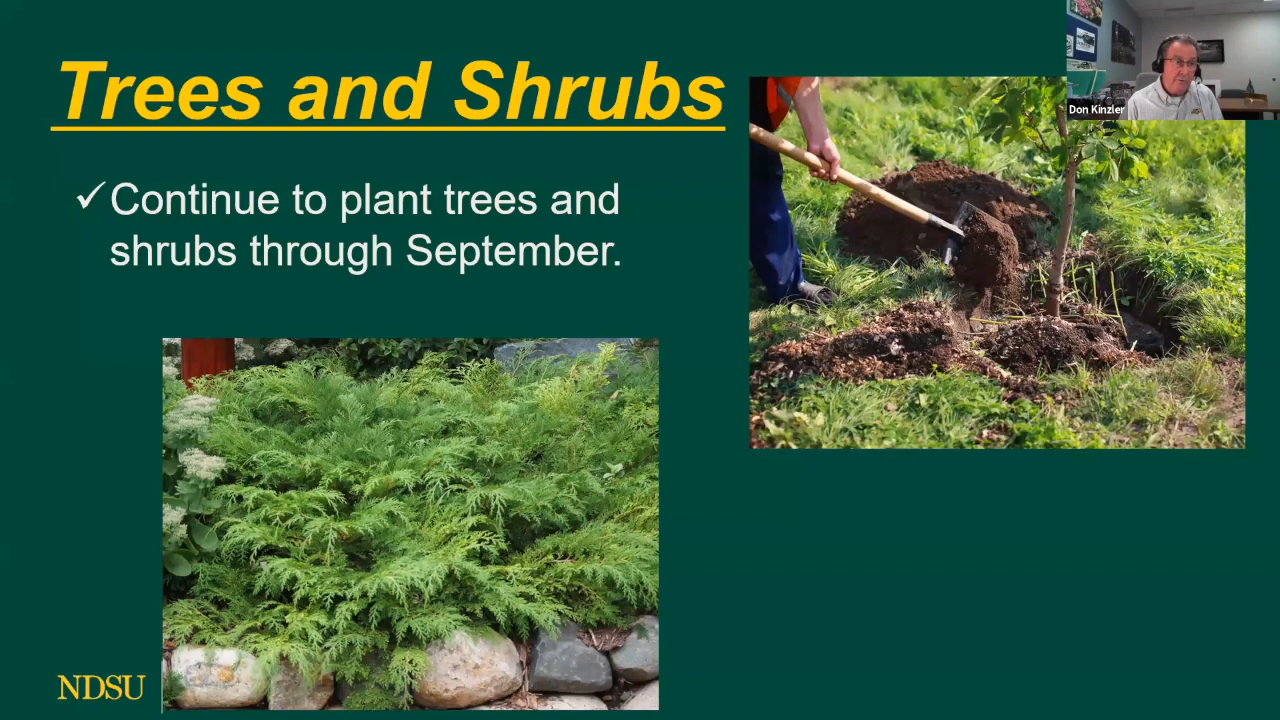 Trees and Shrubs
✓Continue to plant trees and
shrubs through September.
Don Kinzler
NDSU